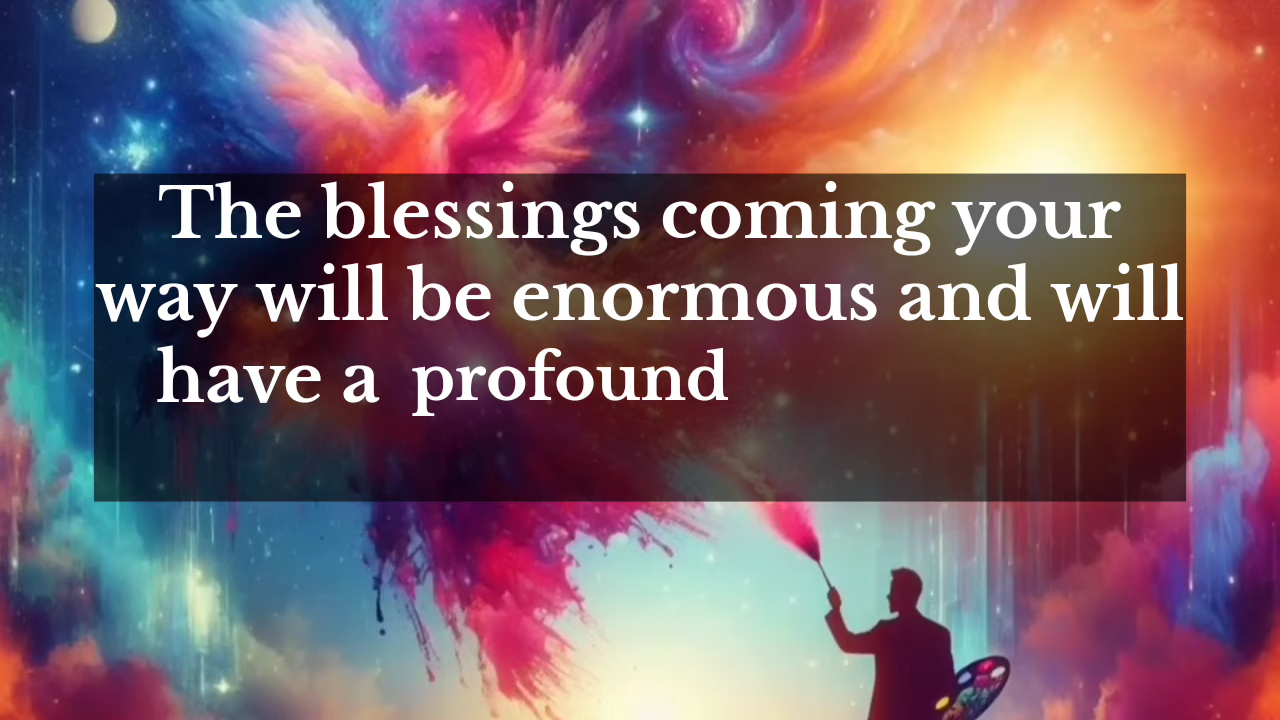 The blessings coming your
way will be enormous and will
have a profound